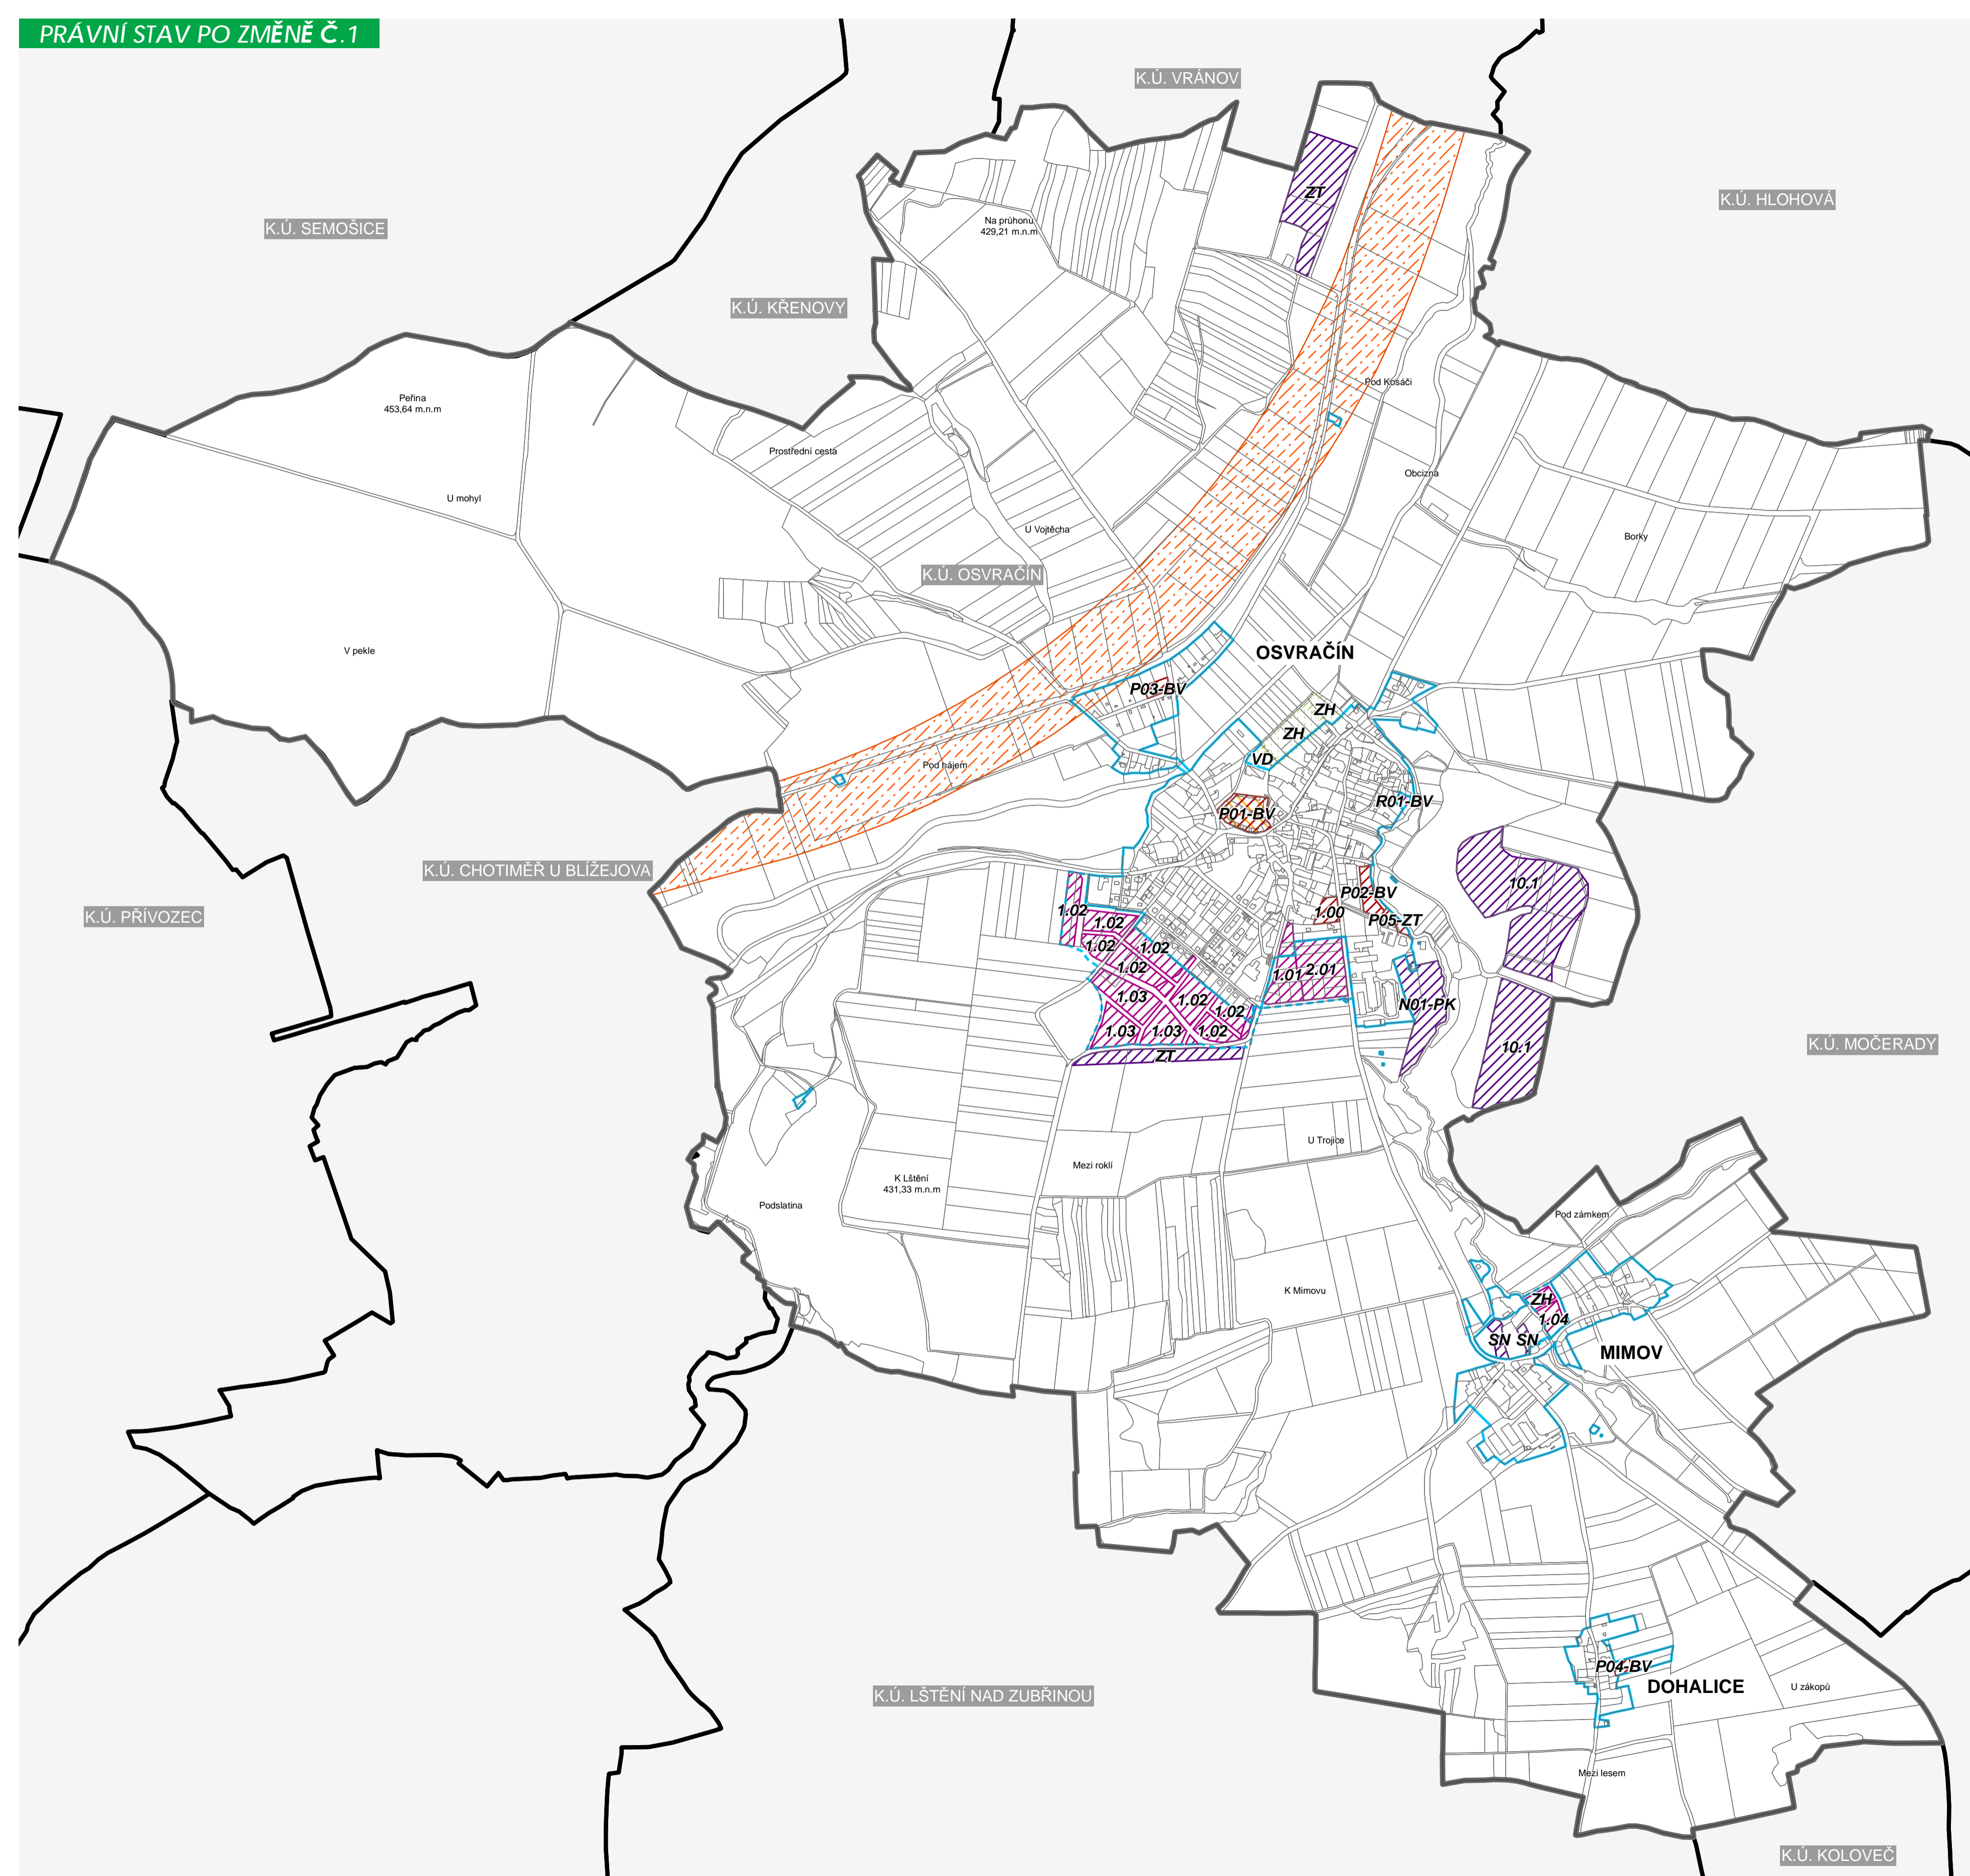 PRÁVNÍ STAV PO ZMĚNĚ Č.1
K.Ú. VRÁNOV
K.Ú. HLOHOVÁ
K.Ú. SEMOŠICE
ZT
Na průhonu
429,21 m.n.m
K.Ú. KŘENOVY
Pod Kosáči
Peřina
453,64 m.n.m
Prostřední cesta
Obcizna
U mohyl
U Vojtěcha
Borky
K.Ú. OSVRAČÍN
V pekle
OSVRAČÍN
P03-BV
ZH
ZH
VD
Pod hájem
R01-BV
P01-BV
K.Ú. CHOTIMĚŘ U BLÍŽEJOVA
10.1
P02-BV
K.Ú. PŘÍVOZEC
1.02
1.00
P05-ZT
1.02
1.02
1.02
1.02
1.01
2.01
1.03
1.02
N01-PK
1.02
1.03
1.03
1.02
10.1
K.Ú. MOČERADY
ZT
U Trojice
Mezi roklí
K Lštění
431,33 m.n.m
Podslatina
Pod zámkem
K Mimovu
ZH
1.04
SN
SN
MIMOV
P04-BV
DOHALICE
U zákopů
K.Ú. LŠTĚNÍ NAD ZUBŘINOU
Mezi lesem
K.Ú. KOLOVEČ